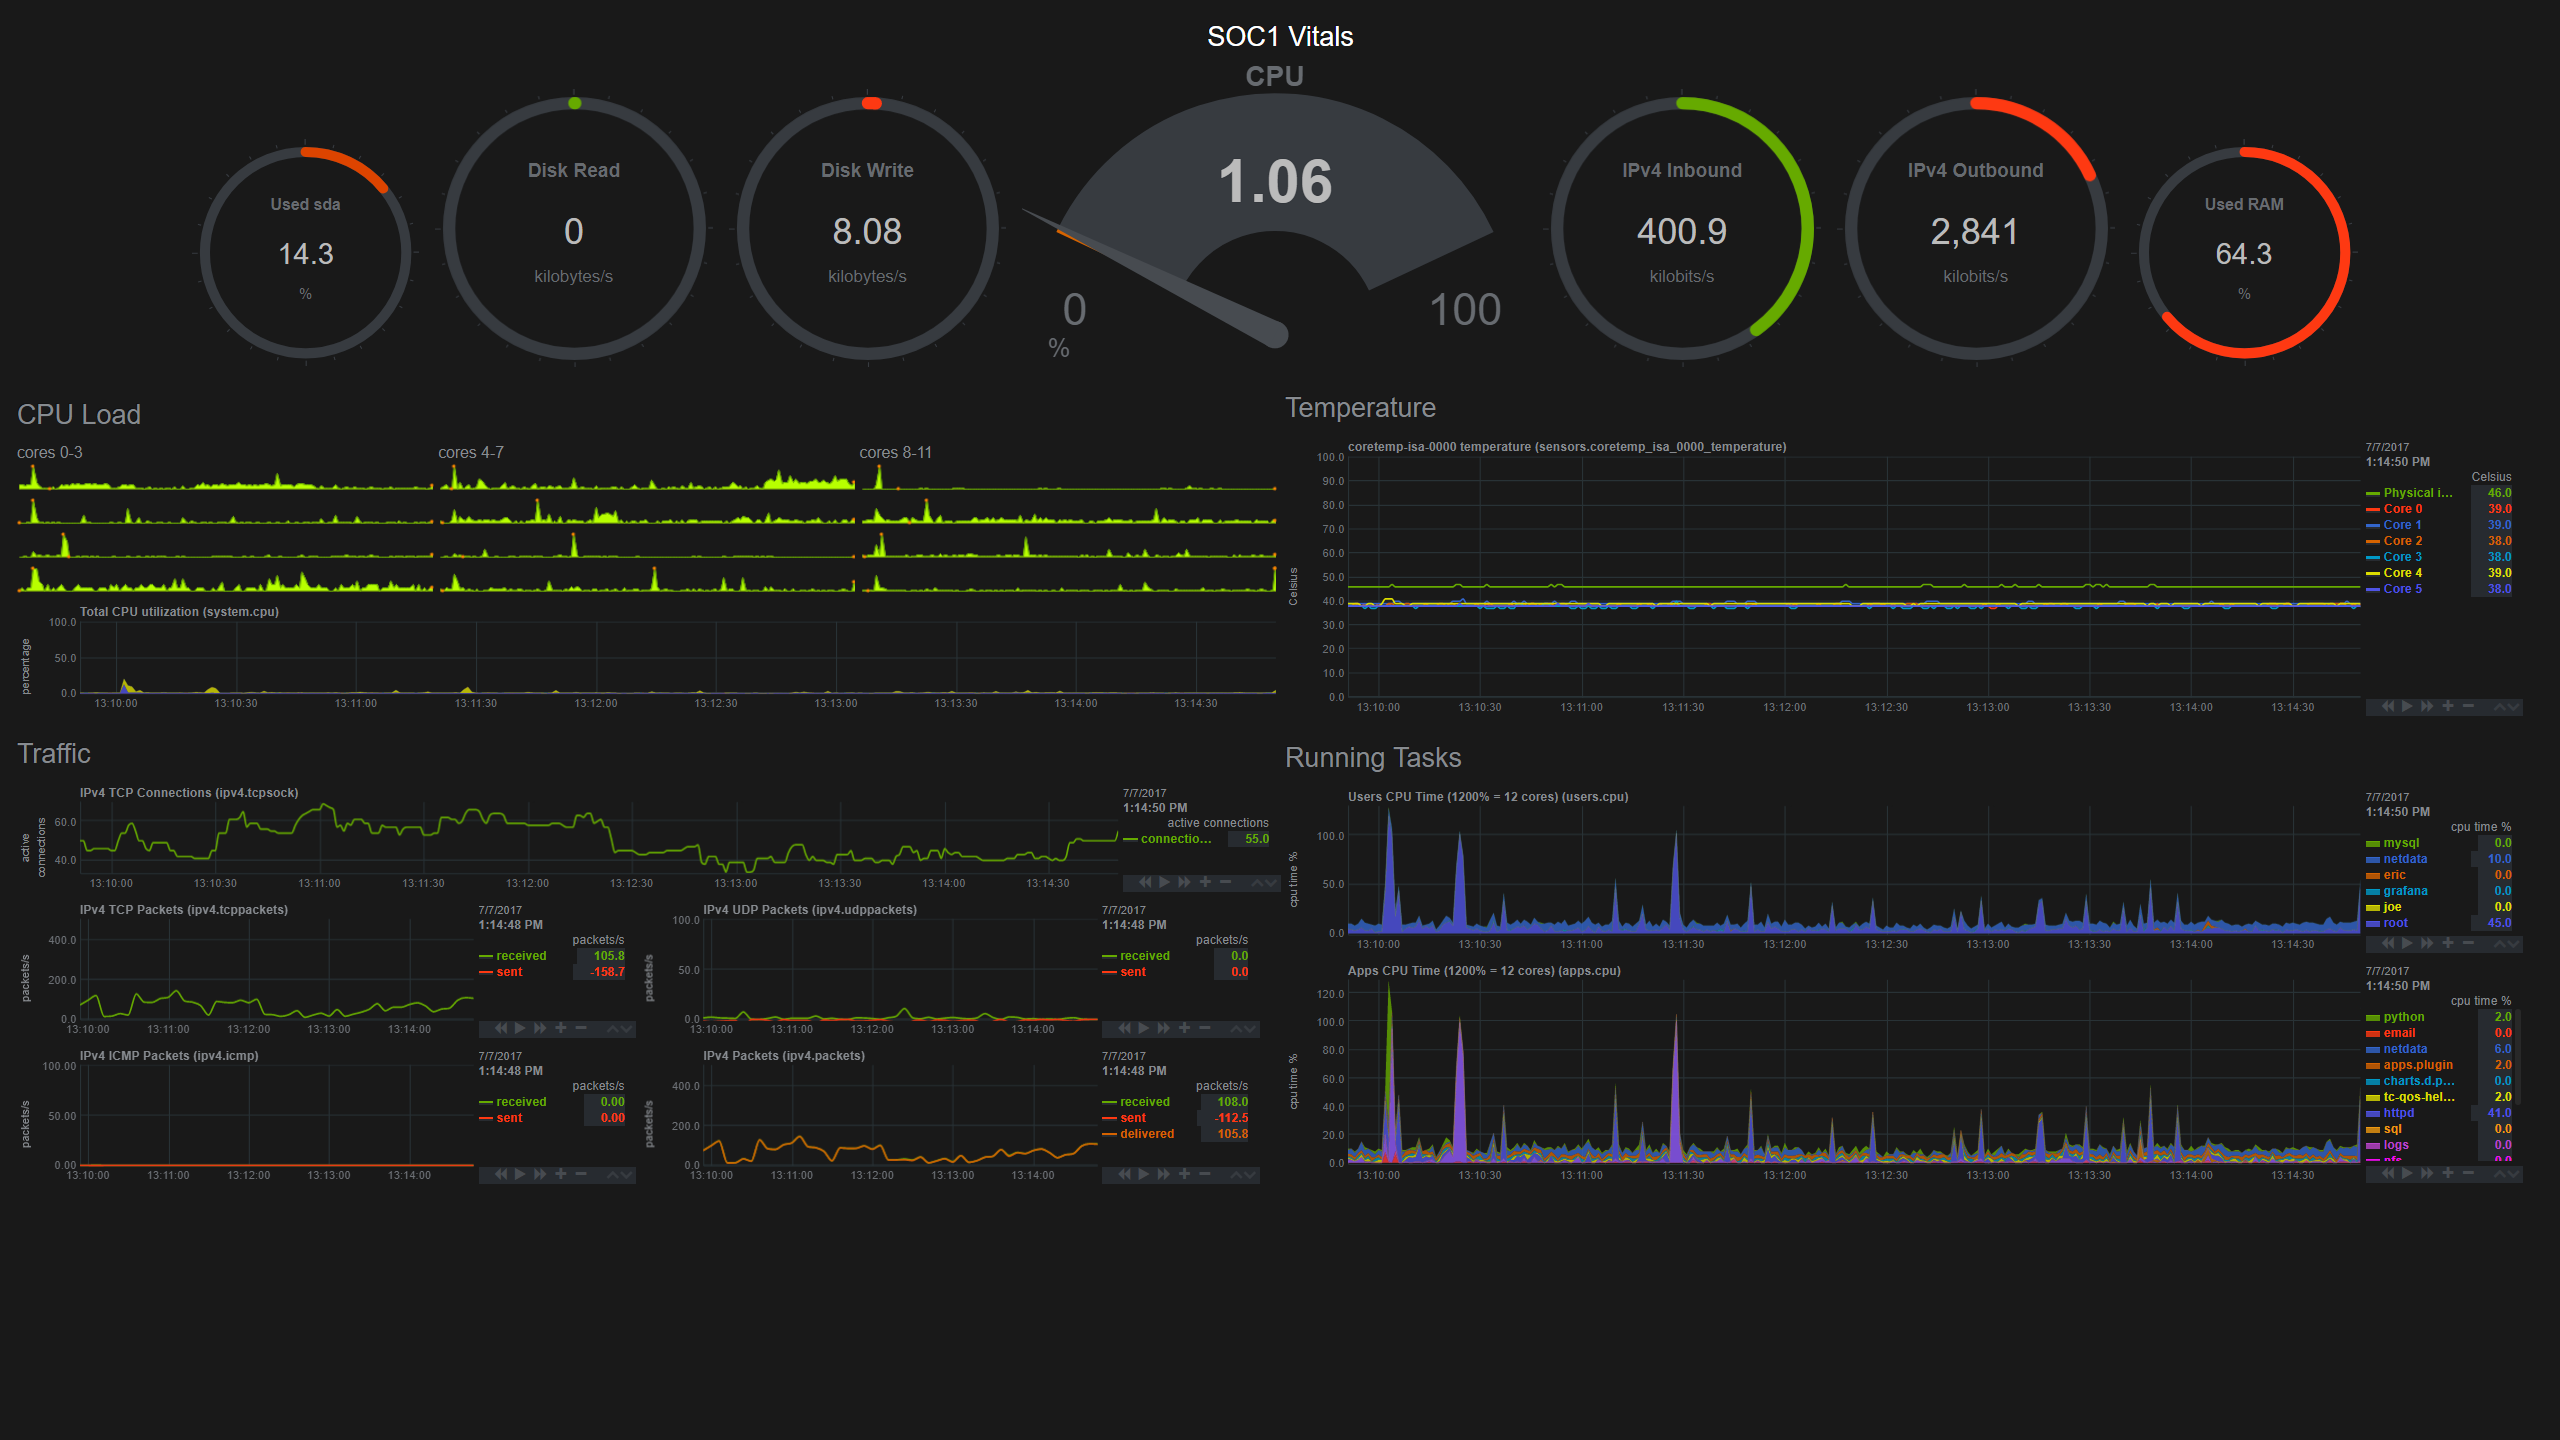 SOC1 Vitals
CPU
Used sda
14.3
%
Disk Read
0
kilobytes/s
Disk Write
8.08
kilobytes/s
1.06
0
100
%
IPv4 Inbound
400.9
kilobits/s
IPv4 Outbound
2,841
kilobits/s
Used RAM
64.3
%
CPU Load
cores 0-3
cores 4-7
cores 8-11
Total CPU utilization (system.cpu)
percentage
100.0
50.0
0.0
13:10:00 13:10:30 13:11:00 13:11:30 13:12:00 13:12:30 13:13:00 13:13:30 13:14:00 13:14:30
Temperature
coretemp-isa-0000 temperature (sensors.coretemp_isa_0000_temperature)
Celsius
100.0
90.0
80.0
70.0
60.0
50.0
40.0
30.0
20.0
10.0
0.0
13:10:00 13:10:30 13:11:00 13:11:30 13:12:00 13:12:30 13:13:00 13:13:30 13:14:00 13:14:30
7/7/2017
1:14:50 PM
Celsius
Physical i... 46.0
Core 0 39.0
Core 1 39.0
Core 2 38.0
Core 3 38.0
Core 4 39.0
Core 5 38.0
Traffic
IPv4 TCP Connections (ipv4.tcpsock)
active
connections
60.0
40.0
13:10:00 13:10:30 13:11:00 13:11:30 13:12:00 13:12:30 13:13:00 13:13:30 13:14:00 13:14:30
7/7/2017
1:14:50 PM
active connections
connectio... 55.0
IPv4 TCP Packets (ipv4.tcppackets)
packets/s
400.0
200.0
0.0
13:10:00 13:11:00 13:12:00 13:13:00 13:14:00
7/7/2017
1:14:48 PM
packets/s
received 105.8
sent -158.7
IPv4 UDP Packets (ipv4.udppackets)
packets/s
100.0
50.0
0.0
13:10:00 13:11:00 13:12:00 13:13:00 13:14:00
7/7/2017
1:14:48 PM
packets/s
received 0.0
sent 0.0
IPv4 ICMP Packets (ipv4.icmp)
packets/s
100.00
50.00
0.00
13:10:00 13:11:00 13:12:00 13:13:00 13:14:00
7/7/2017
1:14:48 PM
packets/s
received 0.00
sent 0.00
IPv4 Packets (ipv4.packets)
packets/s
400.0
200.0
0.0
13:10:00 13:11:00 13:12:00 13:13:00 13:14:00
7/7/2017
1:14:48 PM
packets/s
received 108.0
sent -112.5
delivered 105.8
Running Tasks
Users CPU Time (1200% = 12 cores) (users.cpu)
cpu time %
100.0
50.0
0.0
13:10:00 13:10:30 13:11:00 13:11:30 13:12:00 13:12:30 13:13:00 13:13:30 13:14:00 13:14:30
7/7/2017
1:14:50 PM
cpu time %
mysql 0.0
netdata 10.0
eric 0.0
grafana 0.0
joe 0.0
root 45.0
Apps CPU Time (1200% = 12 cores) (apps.cpu)
cpu time %
120.0
100.0
80.0
60.0
40.0
20.0
0.0
13:10:00 13:10:30 13:11:00 13:11:30 13:12:00 13:12:30 13:13:00 13:13:30 13:14:00 13:14:30
7/7/2017
1:14:50 PM
cpu time %
python 2.0
email 0.0
netdata 6.0
apps.plugin 2.0
charts.d.p... 0.0
tc-qos-hel... 2.0
httpd 41.0
sql 0.0
logs 0.0